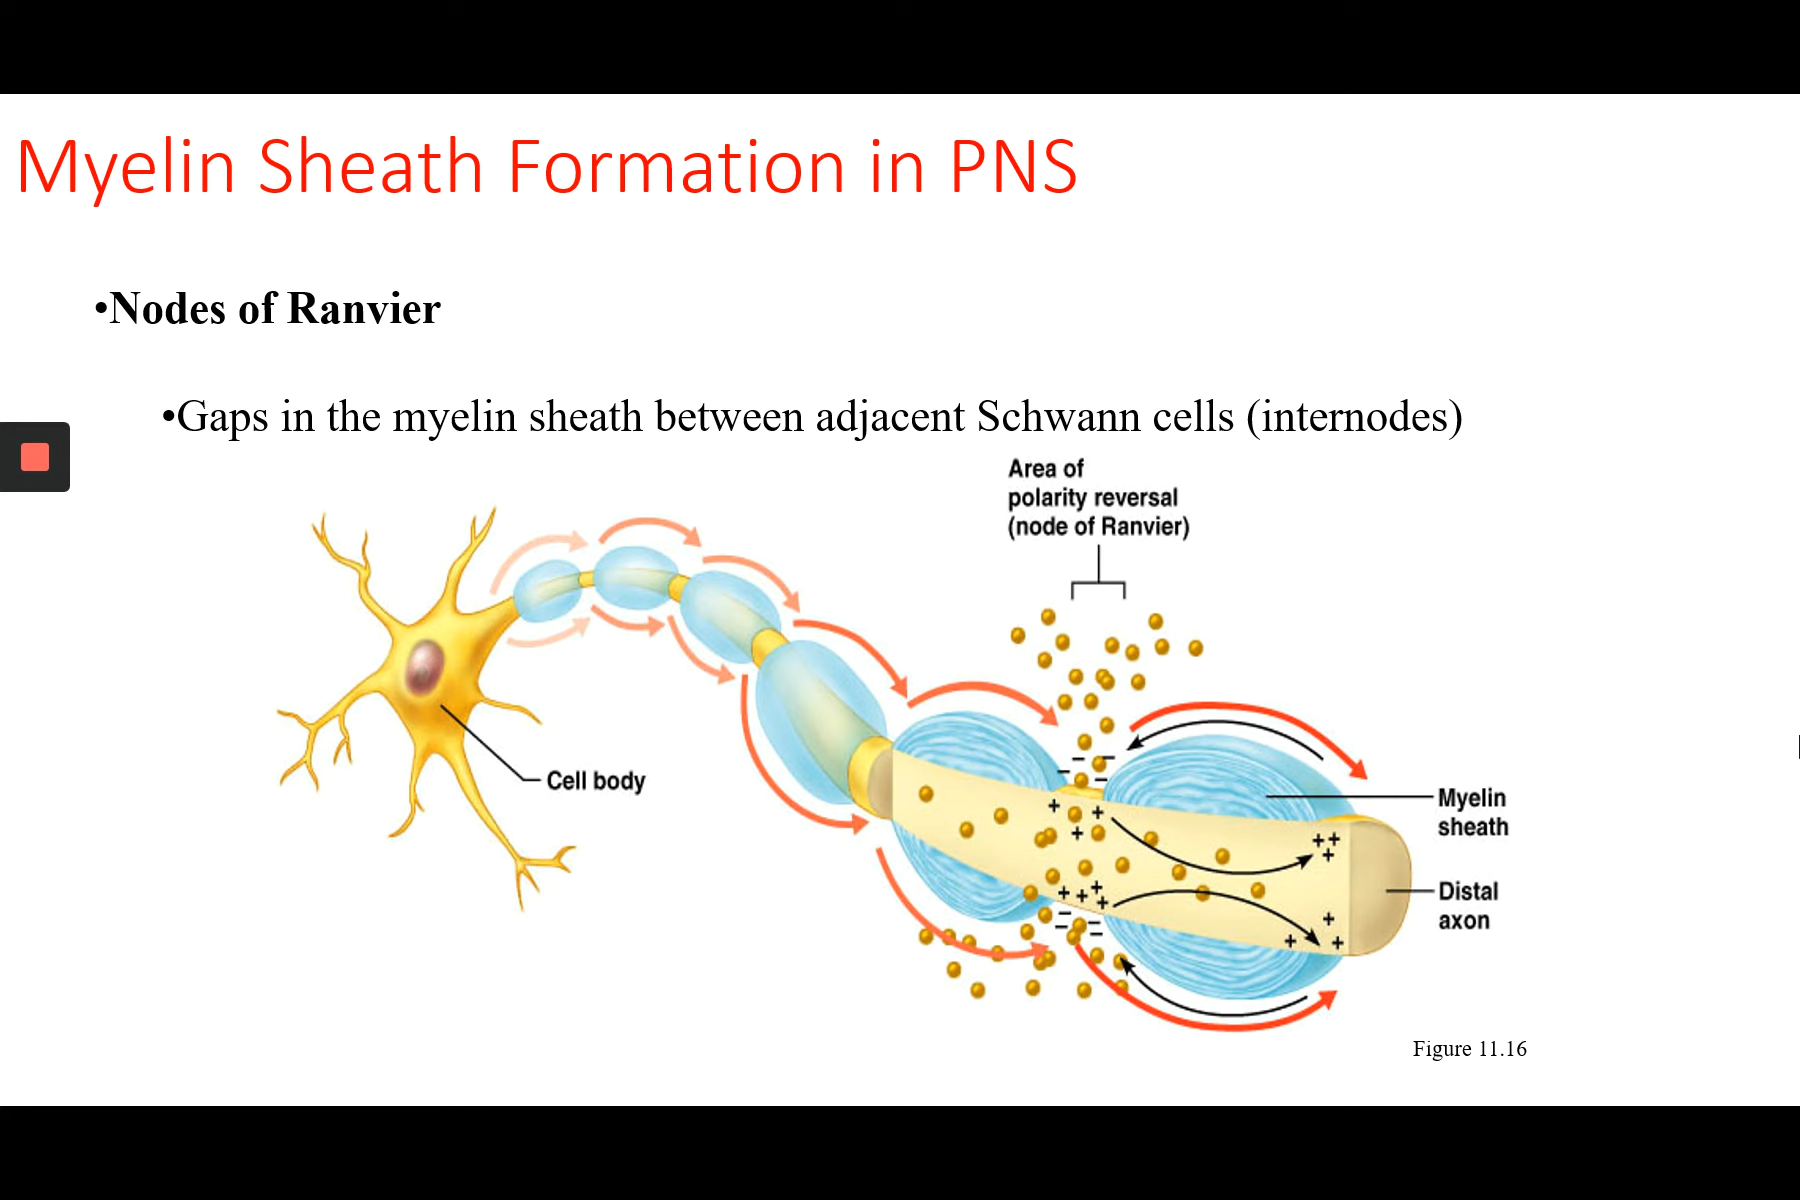 Myelin Sheath Formation in PNS
•Nodes of Ranvier
•Gaps in the myelin sheath between adjacent Schwann cells (internodes)
Area of
polarity reversal
(node of Ranvier)
Cell body
Myelin
sheath
Distal
axon
Figure 11.16